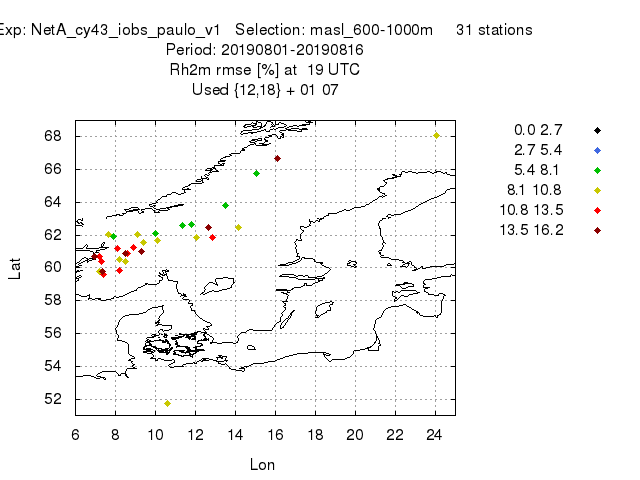 Exp: NetA_cy43_iobs_paulo_v1 Selection: masl_600-1000m 31 stations
Period: 20190801-20190816
Rh2m rmse [%] at 19 UTC
Used {12,18} + 01 07
68
66
64
62
60
58
56
54
52
Lat
6 8 10 12 14 16 18 20 22 24
Lon
0.0 2.7
2.7 5.4
5.4 8.1
8.1 10.8
10.8 13.5
13.5 16.2